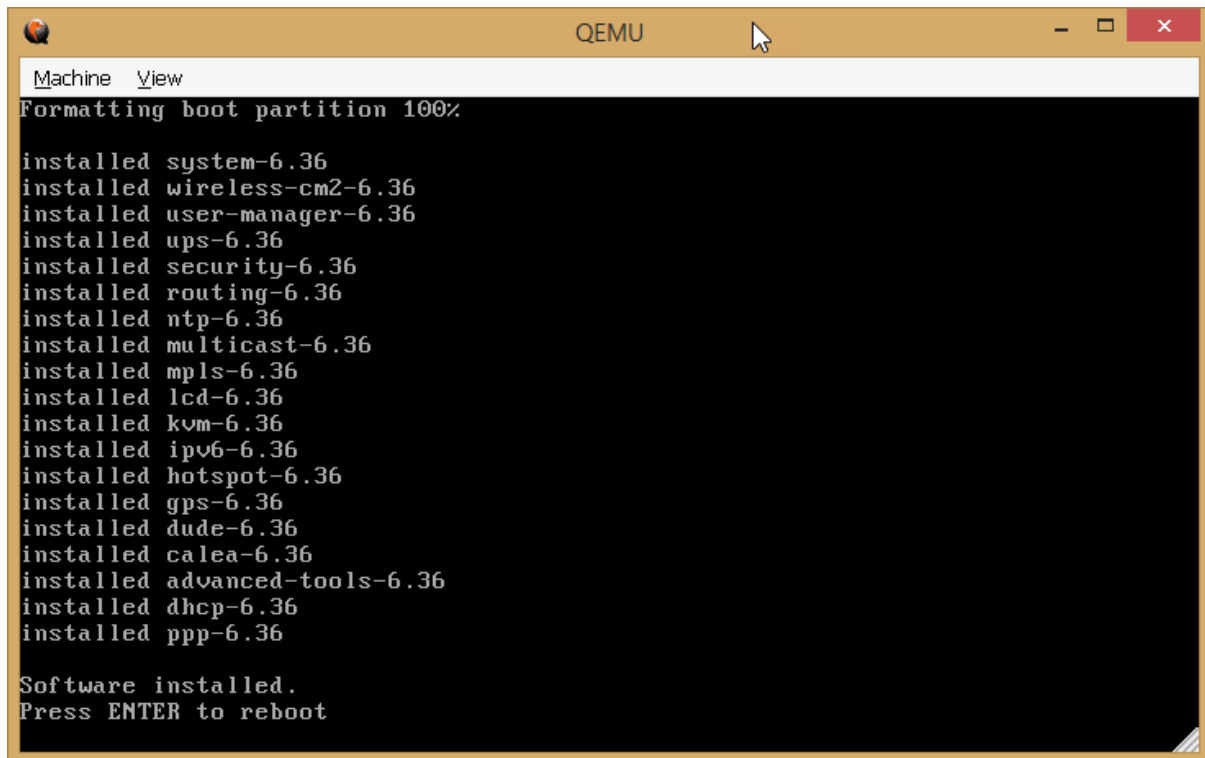 QEMU
Machine View
Formatting boot partition 100%
installed system-6.36
installed wireless-cm2-6.36
installed user-manager-6.36
installed ups-6.36
installed security-6.36
installed routing-6.36
installed ntp-6.36
installed multicast-6.36
installed mpls-6.36
installed lcd-6.36
installed kvm-6.36
installed ipv6-6.36
installed hotspot-6.36
installed gps-6.36
installed dude-6.36
installed calea-6.36
installed advanced-tools-6.36
installed dhcp-6.36
installed ppp-6.36
Software installed.
Press ENTER to reboot